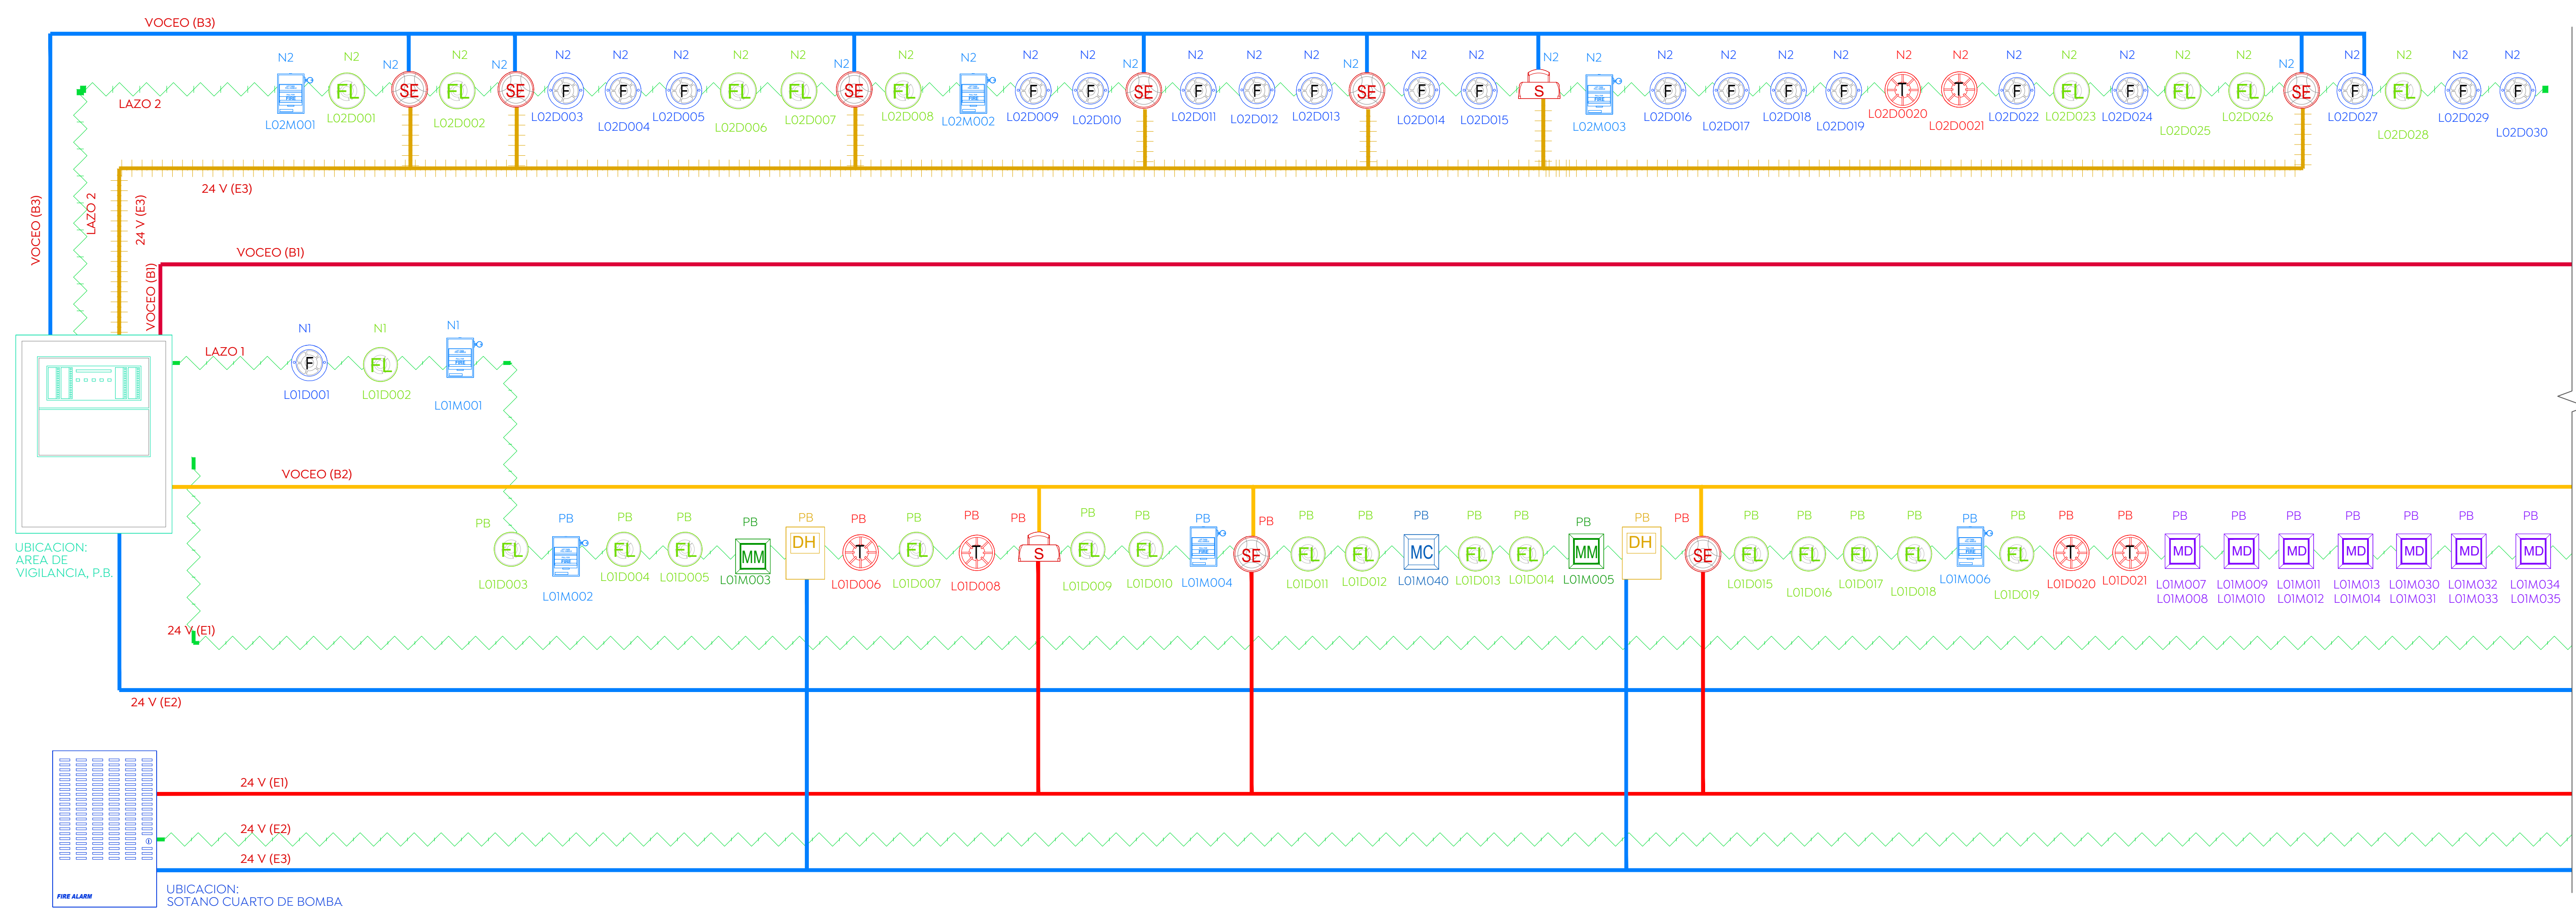 VOCEO (B3)
N2 N2 N2 N2 N2 N2 N2 N2 N2 N2 N2 N2 N2 N2 N2 N2 N2 N2 N2 N2 N2 N2 N2 N2 N2 N2 N2 N2 N2 N2 N2 N2 N2 N2 N2 N2 N2 N2 N2 N2
FL SE FL SE F F F FL FL SE FL F F SE F F F SE F F S F F F F T T F FL F FL FL SE F FL F F
LAZO 2
L02M001 L02D001 L02D002 L02D003 L02D004 L02D005 L02D006 L02D007 L02D008 L02M002 L02D009 L02D010 L02D011 L02D012 L02D013 L02D014 L02D015 L02M003 L02D016 L02D017 L02D018 L02D019 L02D0020 L02D0021 L02D022 L02D023 L02D024 L02D025 L02D026 L02D027 L02D028 L02D029 L02D030
24 V (E3)
VOCEO (B3)
LAZO 2
24 V (E3)
VOCEO (B1)
VOCEO (B1)
N1 N1 N1
LAZO 1
F FL FIRE
L01D001 L01D002 L01M001
VOCEO (B2)
PB PB PB PB PB PB PB PB PB PB PB PB PB PB PB PB PB PB PB PB PB PB PB PB PB PB PB PB PB PB PB PB PB PB PB PB
FL FL FL MM DH T FL T S FL FL SE FL FL MC FL FL MM DH SE FL FL FL FL FL T T MD MD MD MD MD MD MD
L01D003 L01M002 L01D004 L01D005 L01M003 L01D006 L01D007 L01D008 L01D009 L01D010 L01M004 L01D011 L01D012 L01M040 L01D013 L01D014 L01M005 L01D015 L01D016 L01D017 L01D018 L01M006 L01D019 L01D020 L01D021 L01M007 L01M009 L01M011 L01M013 L01M030 L01M032 L01M034
L01M008 L01M010 L01M012 L01M014 L01M031 L01M033 L01M035
UBICACION:
AREA DE
VIGILANCIA, P.B.
24 V (E1)
24 V (E2)
24 V (E1)
24 V (E2)
24 V (E3)
FIRE ALARM
UBICACION:
SOTANO CUARTO DE BOMBA